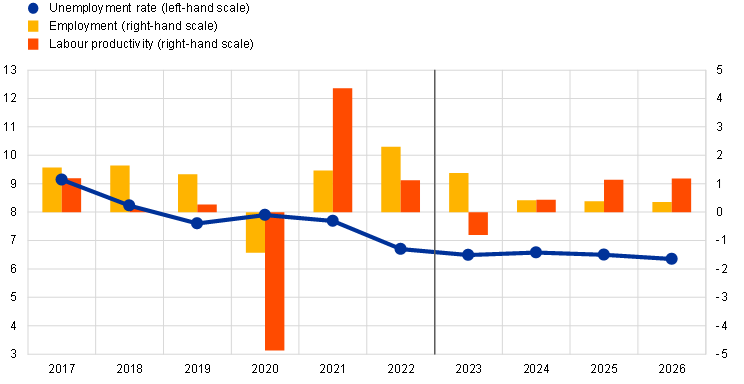 Unemployment rate (left-hand scale)
Employment (right-hand scale)
Labour productivity (right-hand scale)
13 5
12 4
11 3
10 2
9 1
8 0
7 -1
6 -2
5 -3
4 -4
3 -5
2017 2018 2019 2020 2021 2022 2023 2024 2025 2026